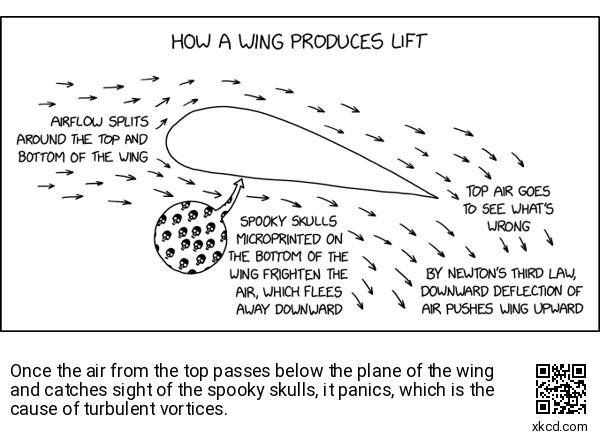 HOW A WING PRODUCES LIFT
AIRFLOW SPLITS
AROUND THE TOP AND
BOTTOM OF THE WING
SPOOKY SKULLS
MICROPRINTED ON
THE BOTTOM OF THE
WING FRIGHTEN THE
AIR, WHICH FLEES
AWAY DOWNWARD
TOP AIR GOES
TO SEE WHAT'S
WRONG
BY NEWTON'S THIRD LAW,
DOWNWARD DEFLECTION OF
AIR PUSHES WING UPWARD
Once the air from the top passes below the plane of the wing
and catches sight of the spooky skulls, it panics, which is the
cause of turbulent vortices.
xkcd.com